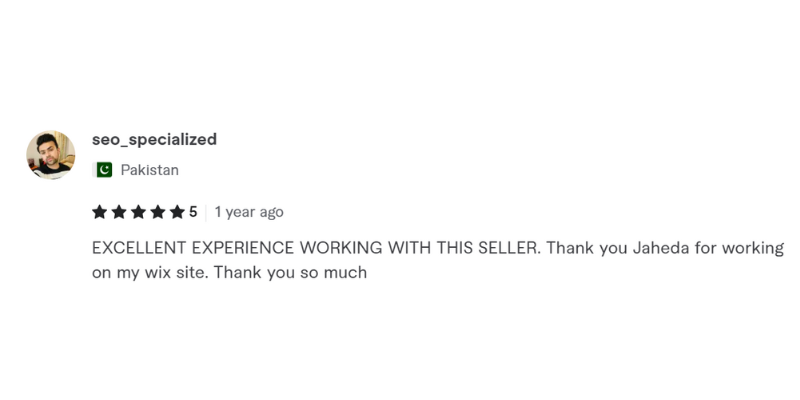 seo_specialized
Pakistan
5 1 year ago
EXCELLENT EXPERIENCE WORKING WITH THIS SELLER. Thank you Jaheda for working
on my wix site. Thank you so much